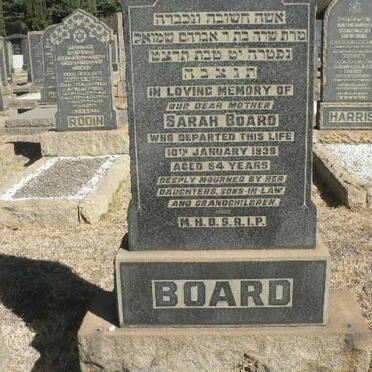 אשה חשובה ונכבדה
מרת שרה בת ר אברהם שמואל
נפטרה יט טבת תרצט
ת נ צ ב ה
IN LOVING MEMORY OF
OUR DEAR MOTHER
SARAH BOARD
WHO DEPARTED THIS LIFE
10TH JANUARY 1939
AGED 54 YEARS
DEEPLY MOURNED BY HER
DAUGHTERS, SONS-IN-LAW
AND GRANDCHILDREN.
M.H.D.S.R.I.P.
BOARD
RODIN
HARRIS